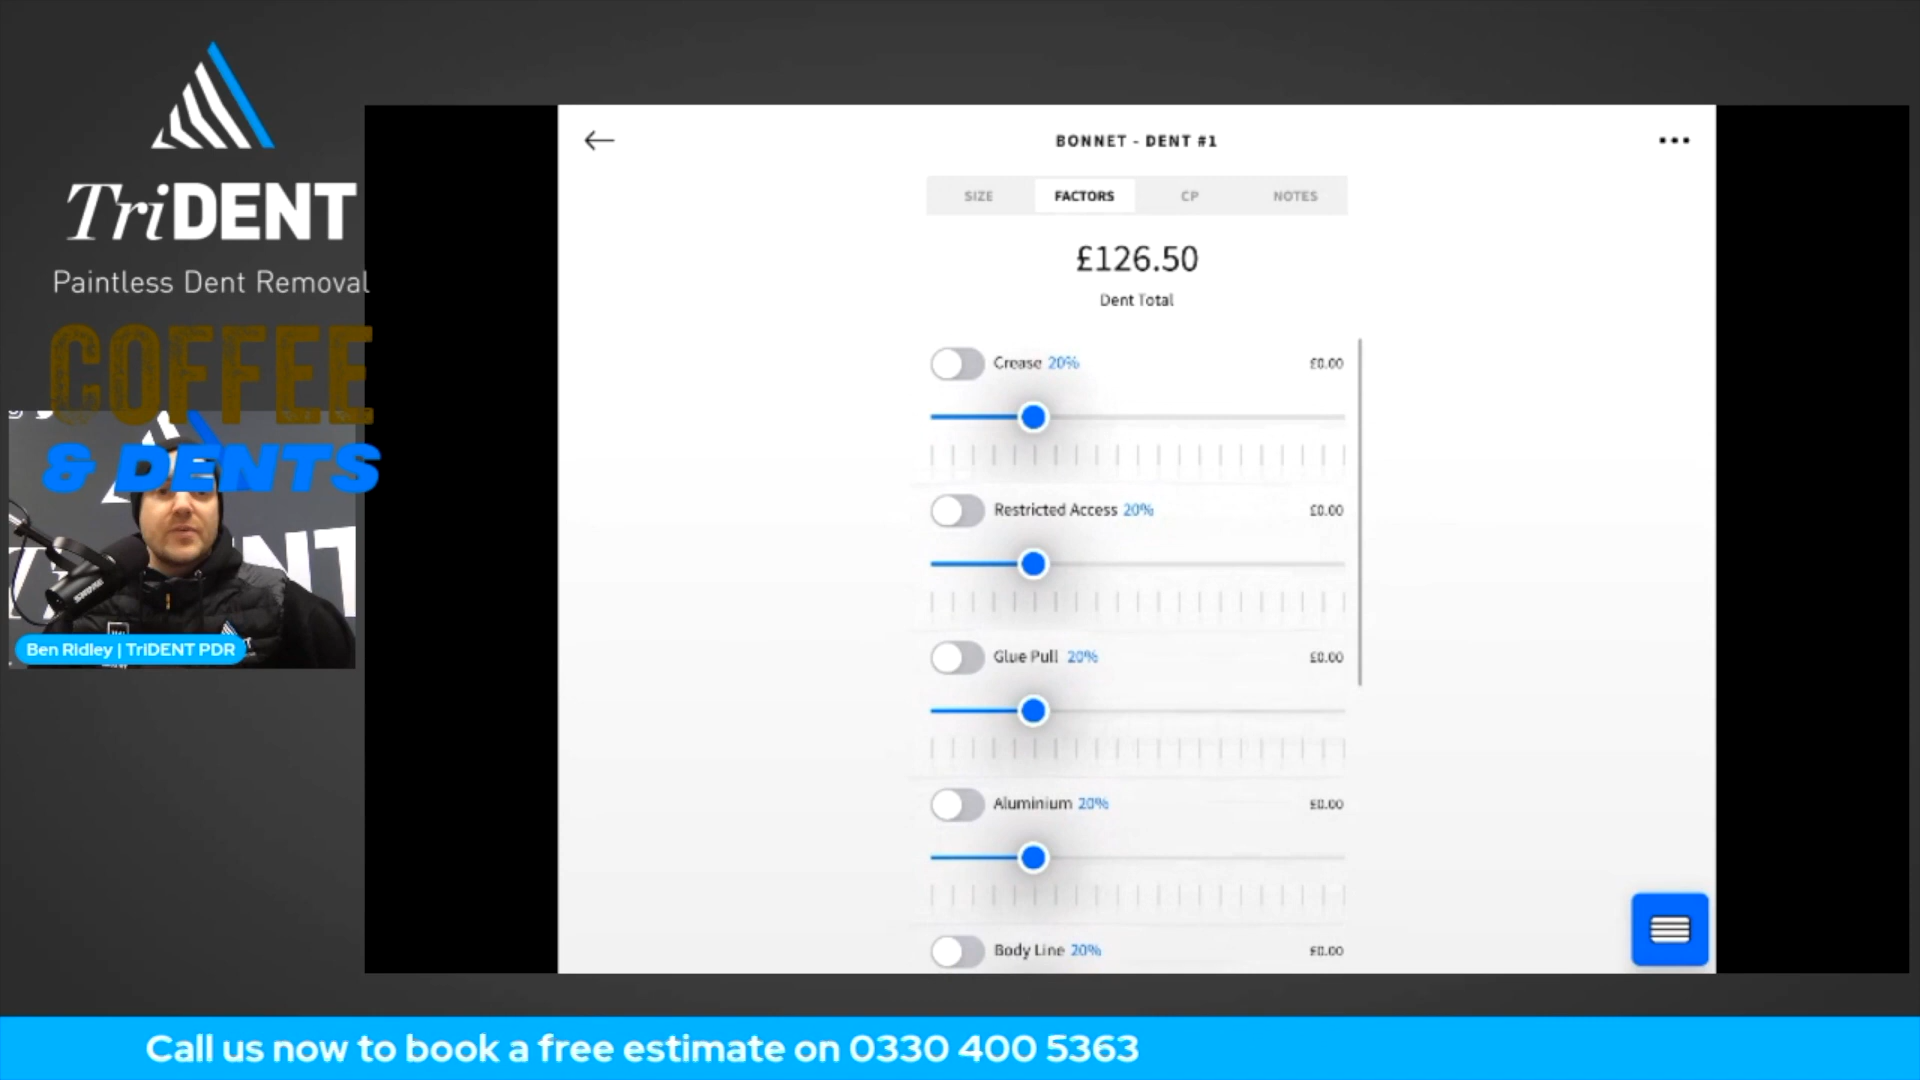 TriDENT
Paintless Dent Removal
COFFEE
& DENTS
Ben Ridley | TriDENT PDR
BONNET - DENT #1
SIZE
FACTORS
CP
NOTES
£126.50
Dent Total
Crease 20%
£0.00
Restricted Access 20%
£0.00
Glue Pull 20%
£0.00
Aluminium 20%
£0.00
Body Line 20%
£0.00
Call us now to book a free estimate on 0330 400 5363